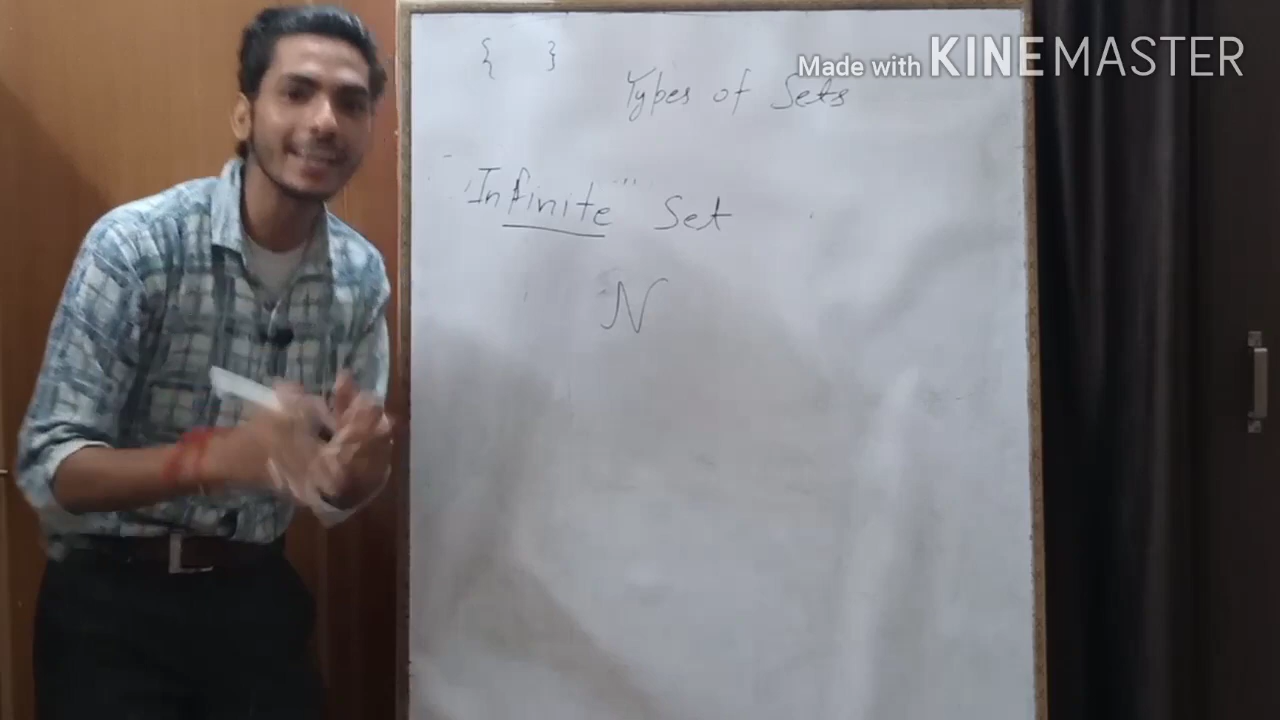 { }
Made with KINEMASTER
Types of Sets
"Infinite" Set
N